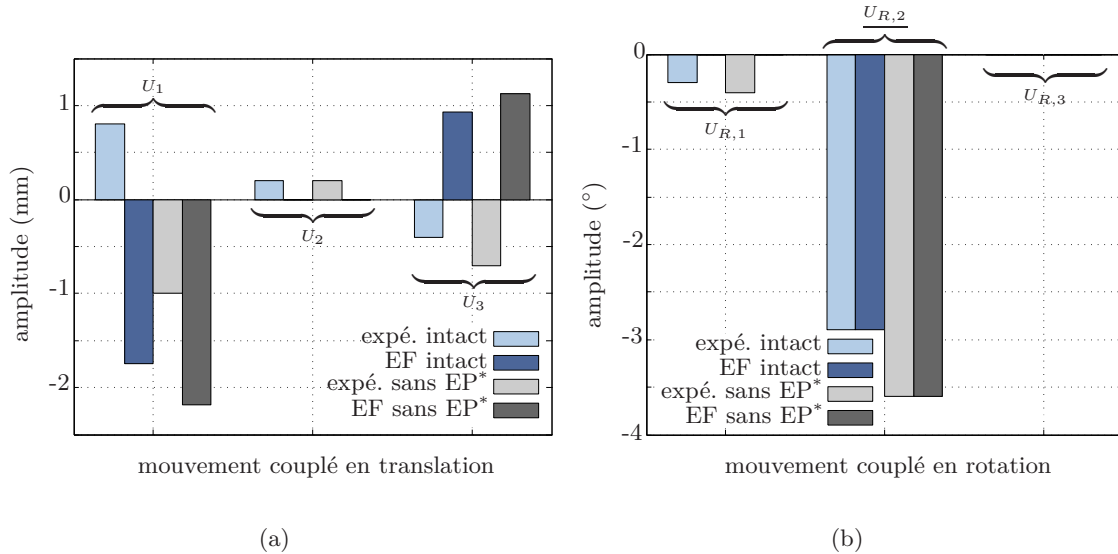 U1
U2
U3
1
0
-1
-2
amplitude (mm)
expé. intact
EF intact
expé. sans EP*
EF sans EP*
mouvement couplé en translation
(a)
UR,2
UR,1
UR,3
0
-1
-2
-3
-4
amplitude (°)
expé. intact
EF intact
expé. sans EP*
EF sans EP*
mouvement couplé en rotation
(b)